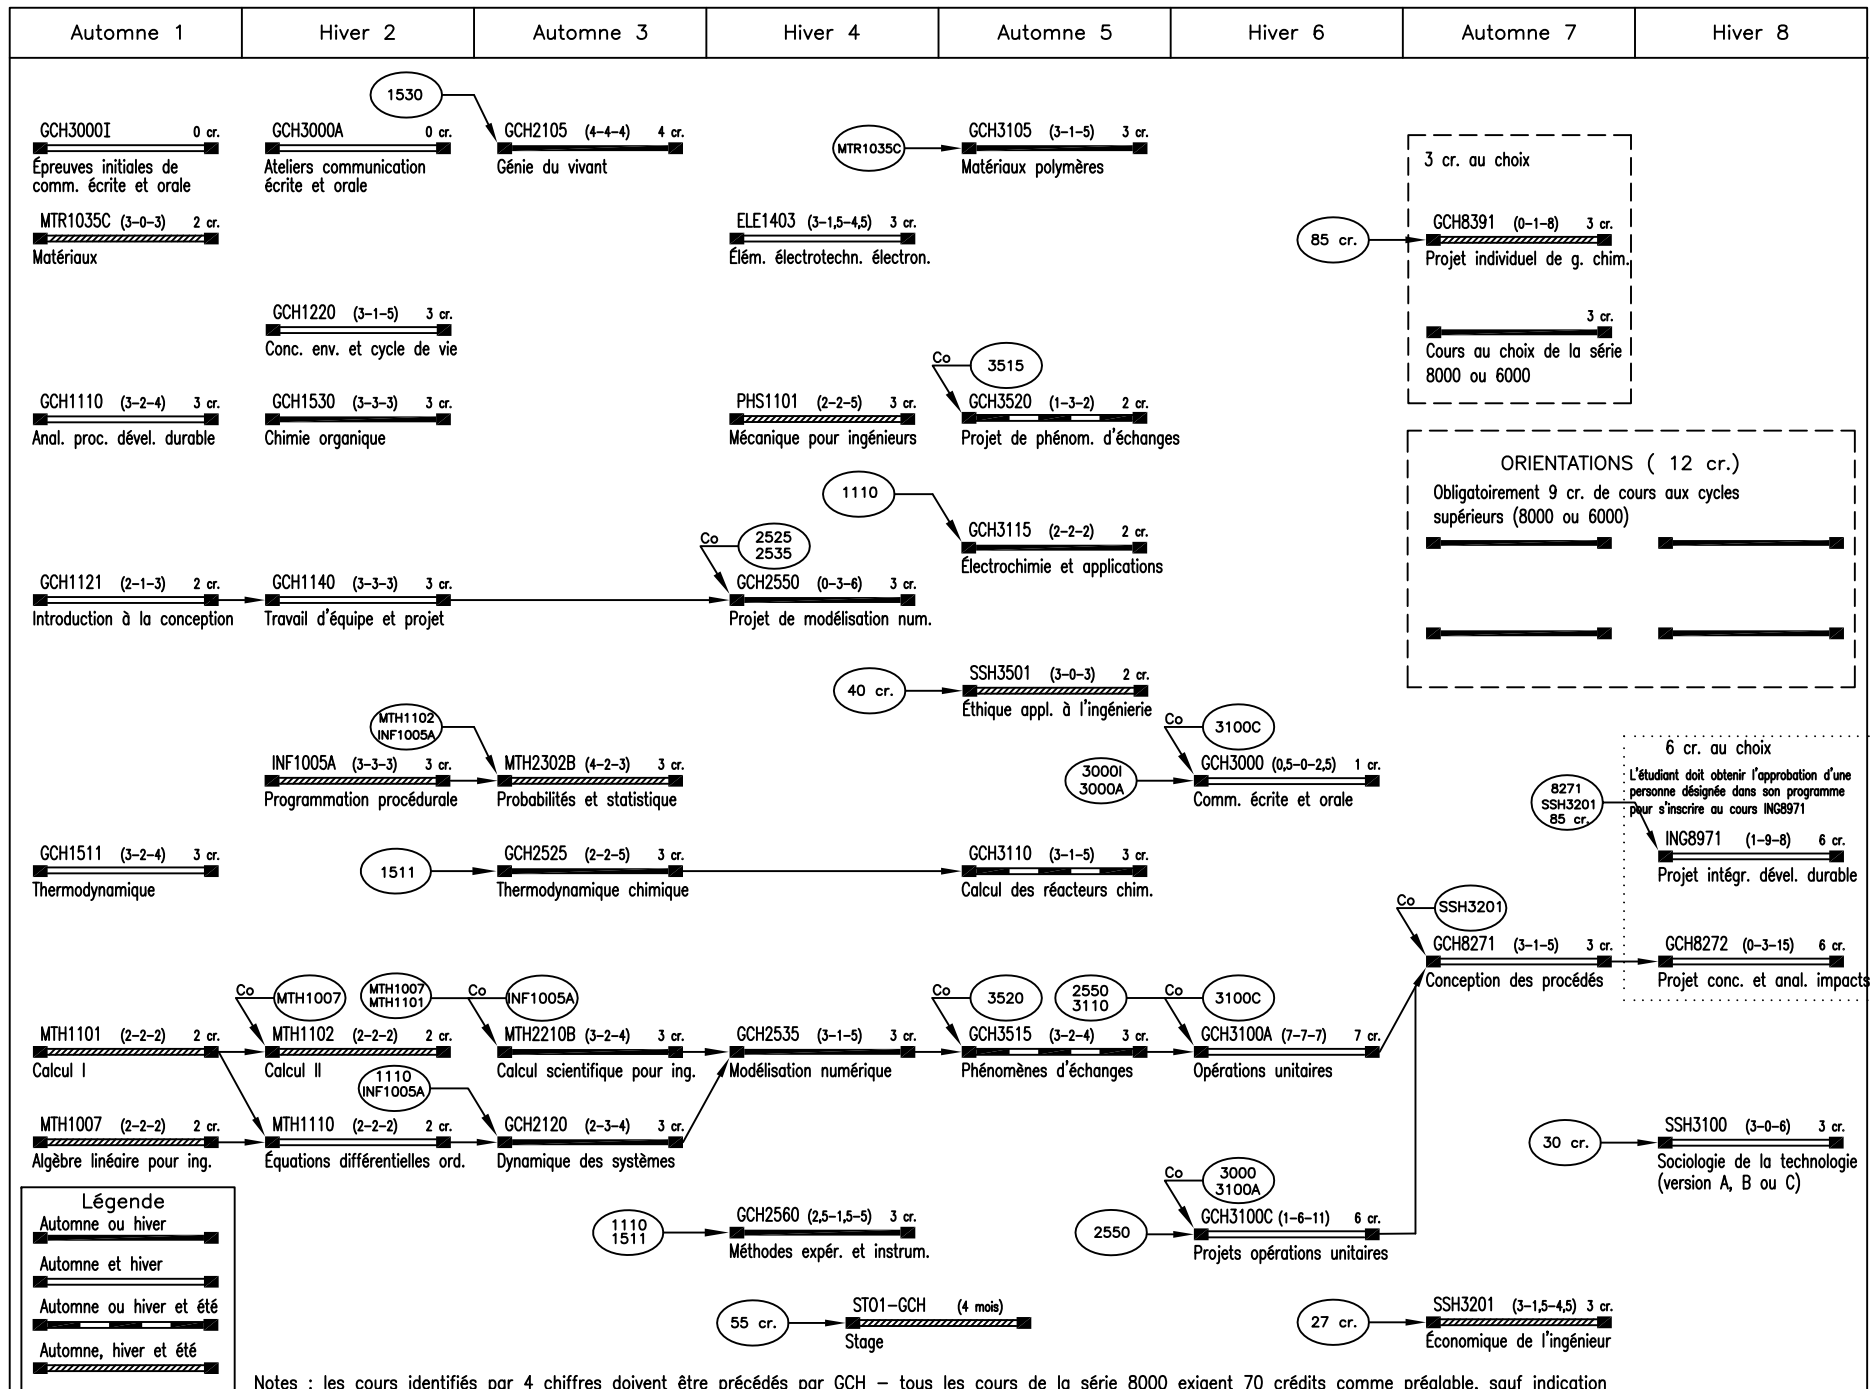 Automne 1
Hiver 2
Automne 3
Hiver 4
Automne 5
Hiver 6
Automne 7
Hiver 8
GCH3000I 0 cr.
Épreuves initiales de
comm. écrite et orale
MTR1035C (3-0-3) 2 cr.
Matériaux
GCH1110 (3-2-4) 3 cr.
Anal. proc. dével. durable
GCH1121 (2-1-3) 2 cr.
Introduction à la conception
GCH1511 (3-2-4) 3 cr.
Thermodynamique
MTH1101 (2-2-2) 2 cr.
Calcul I
MTH1007 (2-2-2) 2 cr.
Algèbre linéaire pour ing.
Légende
Automne ou hiver
Automne et hiver
Automne ou hiver et été
Automne, hiver et été
GCH3000A 0 cr.
Ateliers communication
écrite et orale
GCH1220 (3-1-5) 3 cr.
Conc. env. et cycle de vie
GCH1530 (3-3-3) 3 cr.
Chimie organique
GCH1140 (3-3-3) 3 cr.
Travail d'équipe et projet
INF1005A (3-3-3) 3 cr.
Programmation procédurale
Co
MTH1007
MTH1102 (2-2-2) 2 cr.
Calcul II
MTH1110 (2-2-2) 2 cr.
Équations différentielles ord.
1530
GCH2105 (4-4-4) 4 cr.
Génie du vivant
MTH1102
INF1005A
MTH2302B (4-2-3) 3 cr.
Probabilités et statistique
1511
GCH2525 (2-2-5) 3 cr.
Thermodynamique chimique
MTH1007
MTH1101
Co
INF1005A
MTH2210B (3-2-4) 3 cr.
Calcul scientifique pour ing.
1110
INF1005A
GCH2120 (2-3-4) 3 cr.
Dynamique des systèmes
ELE1403 (3-1,5-4,5) 3 cr.
Élém. électrotechn. électron.
PHS1101 (2-2-5) 3 cr.
Mécanique pour ingénieurs
Co
2525
2535
GCH2550 (0-3-6) 3 cr.
Projet de modélisation num.
GCH2535 (3-1-5) 3 cr.
Modélisation numérique
1110
1511
GCH2560 (2,5-1,5-5) 3 cr.
Méthodes expér. et instrum.
55 cr.
STO1-GCH (4 mois)
Stage
MTR1035C
GCH3105 (3-1-5) 3 cr.
Matériaux polymères
Co
3515
GCH3520 (1-3-2) 2 cr.
Projet de phénom. d'échanges
1110
GCH3115 (2-2-2) 2 cr.
Électrochimie et applications
40 cr.
SSH3501 (3-0-3) 2 cr.
Éthique appl. à l'ingénierie
GCH3110 (3-1-5) 3 cr.
Calcul des réacteurs chim.
Co
3520
GCH3515 (3-2-4) 3 cr.
Phénomènes d'échanges
Co
3100C
3000I
3000A
GCH3000 (0,5-0-2,5) 1 cr.
Comm. écrite et orale
2550
3110
Co
3100C
GCH3100A (7-7-7) 7 cr.
Opérations unitaires
Co
3000
3100A
2550
GCH3100C (1-6-11) 6 cr.
Projets opérations unitaires
3 cr. au choix
85 cr.
GCH8391 (0-1-8) 3 cr.
Projet individuel de g. chim.
3 cr.
Cours au choix de la série
8000 ou 6000
ORIENTATIONS ( 12 cr.)
Obligatoirement 9 cr. de cours aux cycles
supérieurs (8000 ou 6000)
Co
SSH3201
GCH8271 (3-1-5) 3 cr.
Conception des procédés
27 cr.
SSH3201 (3-1,5-4,5) 3 cr.
Économique de l'ingénieur
6 cr. au choix
L'étudiant doit obtenir l'approbation d'une
personne désignée dans son programme
pour s'inscrire au cours ING8971
8271
SSH3201
85 cr.
ING8971 (1-9-8) 6 cr.
Projet intégr. dével. durable
GCH8272 (0-3-15) 6 cr.
Projet conc. et anal. impacts
30 cr.
SSH3100 (3-0-6) 3 cr.
Sociologie de la technologie
(version A, B ou C)
Notes : les cours identifiés par 4 chiffres doivent être précédés par GCH – tous les cours de la série 8000 exigent 70 crédits comme préalable, sauf indication